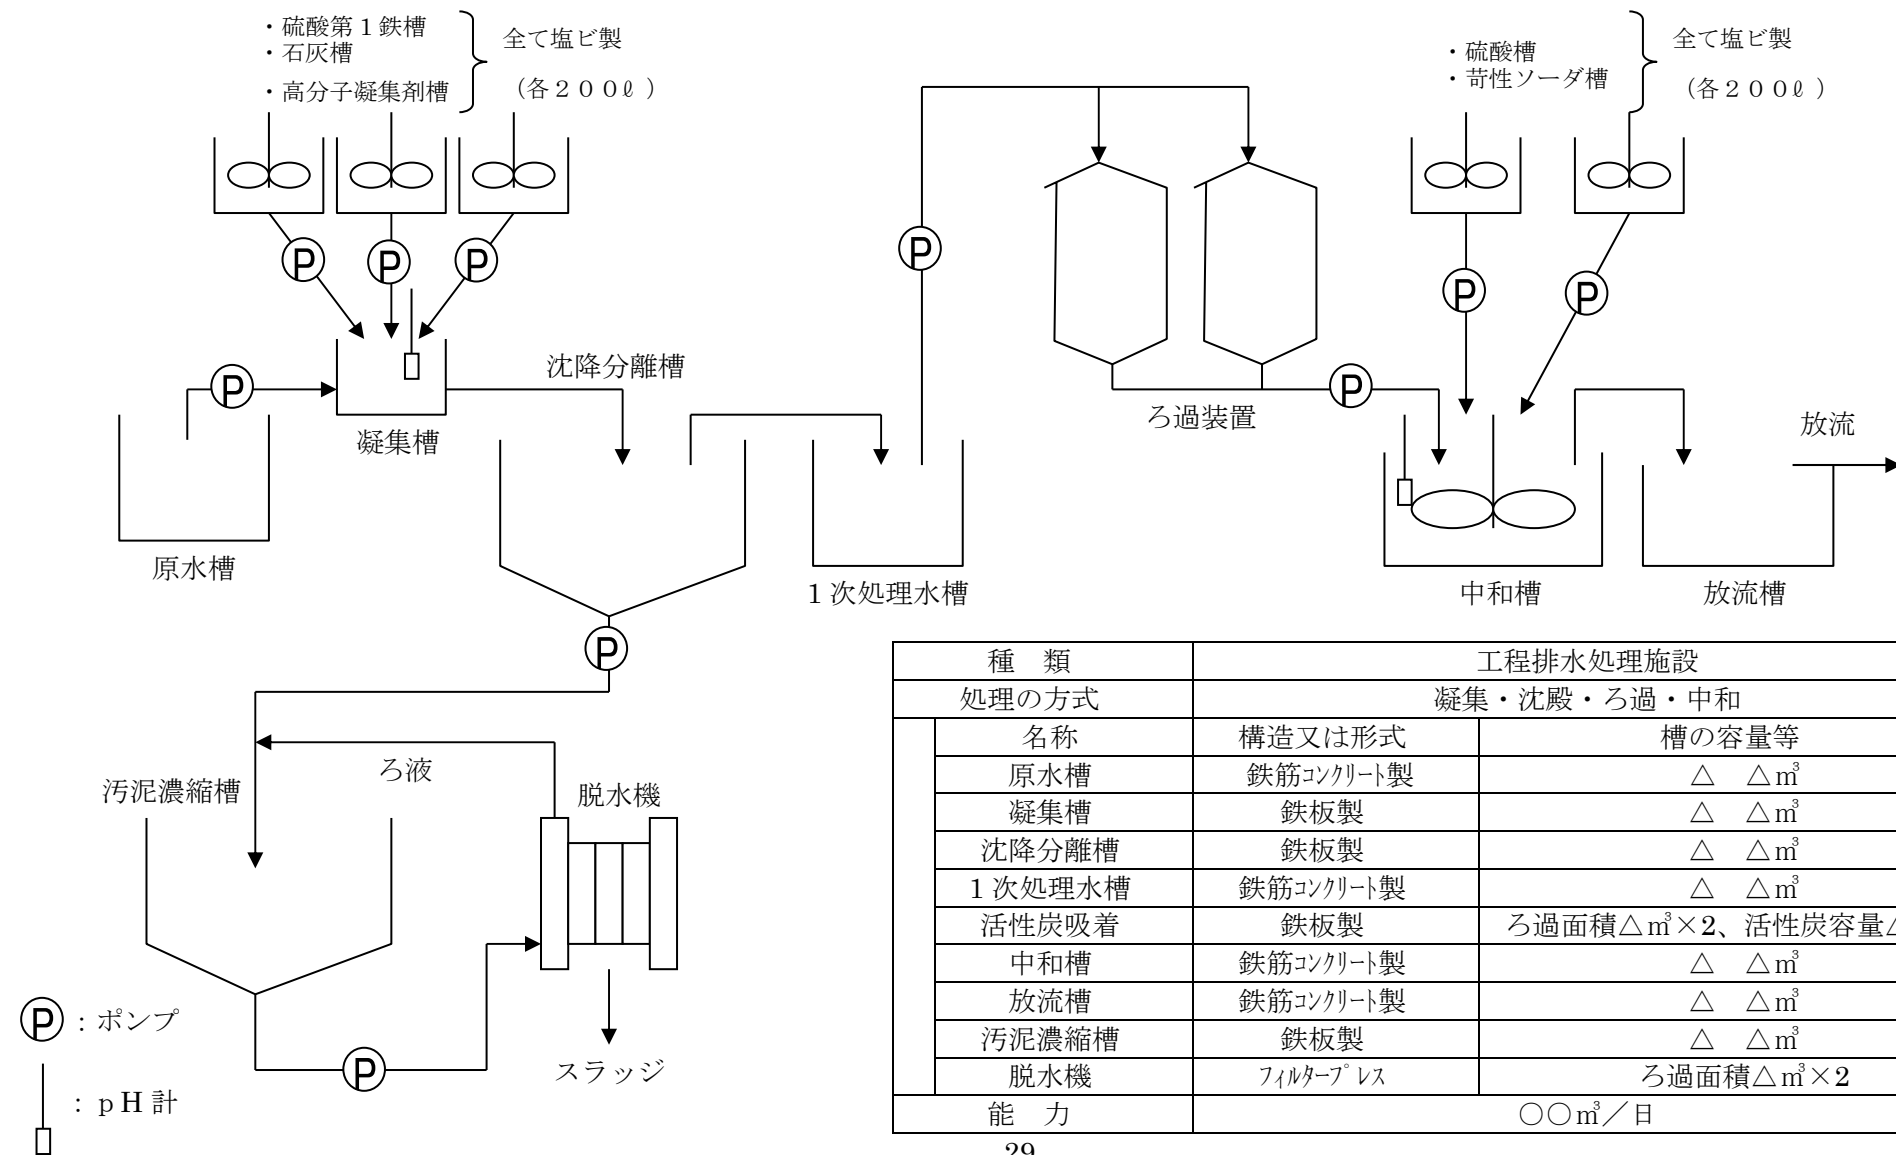 ・硫酸第１鉄槽
・石灰槽
・高分子凝集剤槽
全て塩ビ製
（各２００ℓ）
・硫酸槽
・苛性ソーダ槽
全て塩ビ製
（各２００ℓ）
P
P
P
P
P
P
P
沈降分離槽
凝集槽
原水槽
1 次処理水槽
ろ過装置
P
放流
中和槽
放流槽
P
ろ液
汚泥濃縮槽
脱水機
スラッジ
P
P ：ポンプ
：ｐＨ計
種　類 工程排水処理施設
処理の方式 凝集・沈殿・ろ過・中和
名称 構造又は形式 槽の容量等
原水槽 鉄筋ｺﾝｸﾘｰﾄ製 △　△㎥
凝集槽 鉄板製 △　△㎥
沈降分離槽 鉄板製 △　△㎥
1 次処理水槽 鉄筋ｺﾝｸﾘｰﾄ製 △　△㎥
活性炭吸着 鉄板製 ろ過面積△㎥×2、活性炭容量△
中和槽 鉄筋ｺﾝｸﾘｰﾄ製 △　△㎥
放流槽 鉄筋ｺﾝｸﾘｰﾄ製 △　△㎥
汚泥濃縮槽 鉄板製 △　△㎥
脱水機 ﾌｨﾙﾀｰﾌﾟﾚｽ ろ過面積△㎥×2
能　力 〇〇㎥／日
29